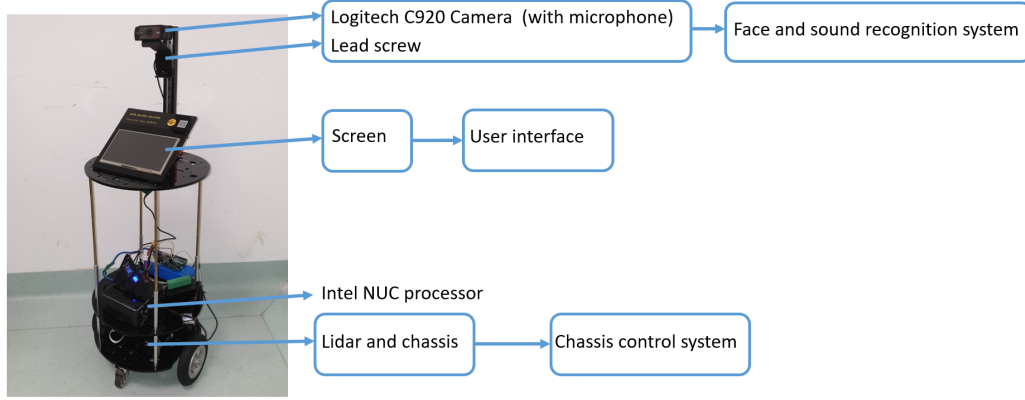 Logitech C920 Camera (with microphone)
Lead screw
Face and sound recognition system
Screen
User interface
Intel NUC processor
Lidar and chassis
Chassis control system